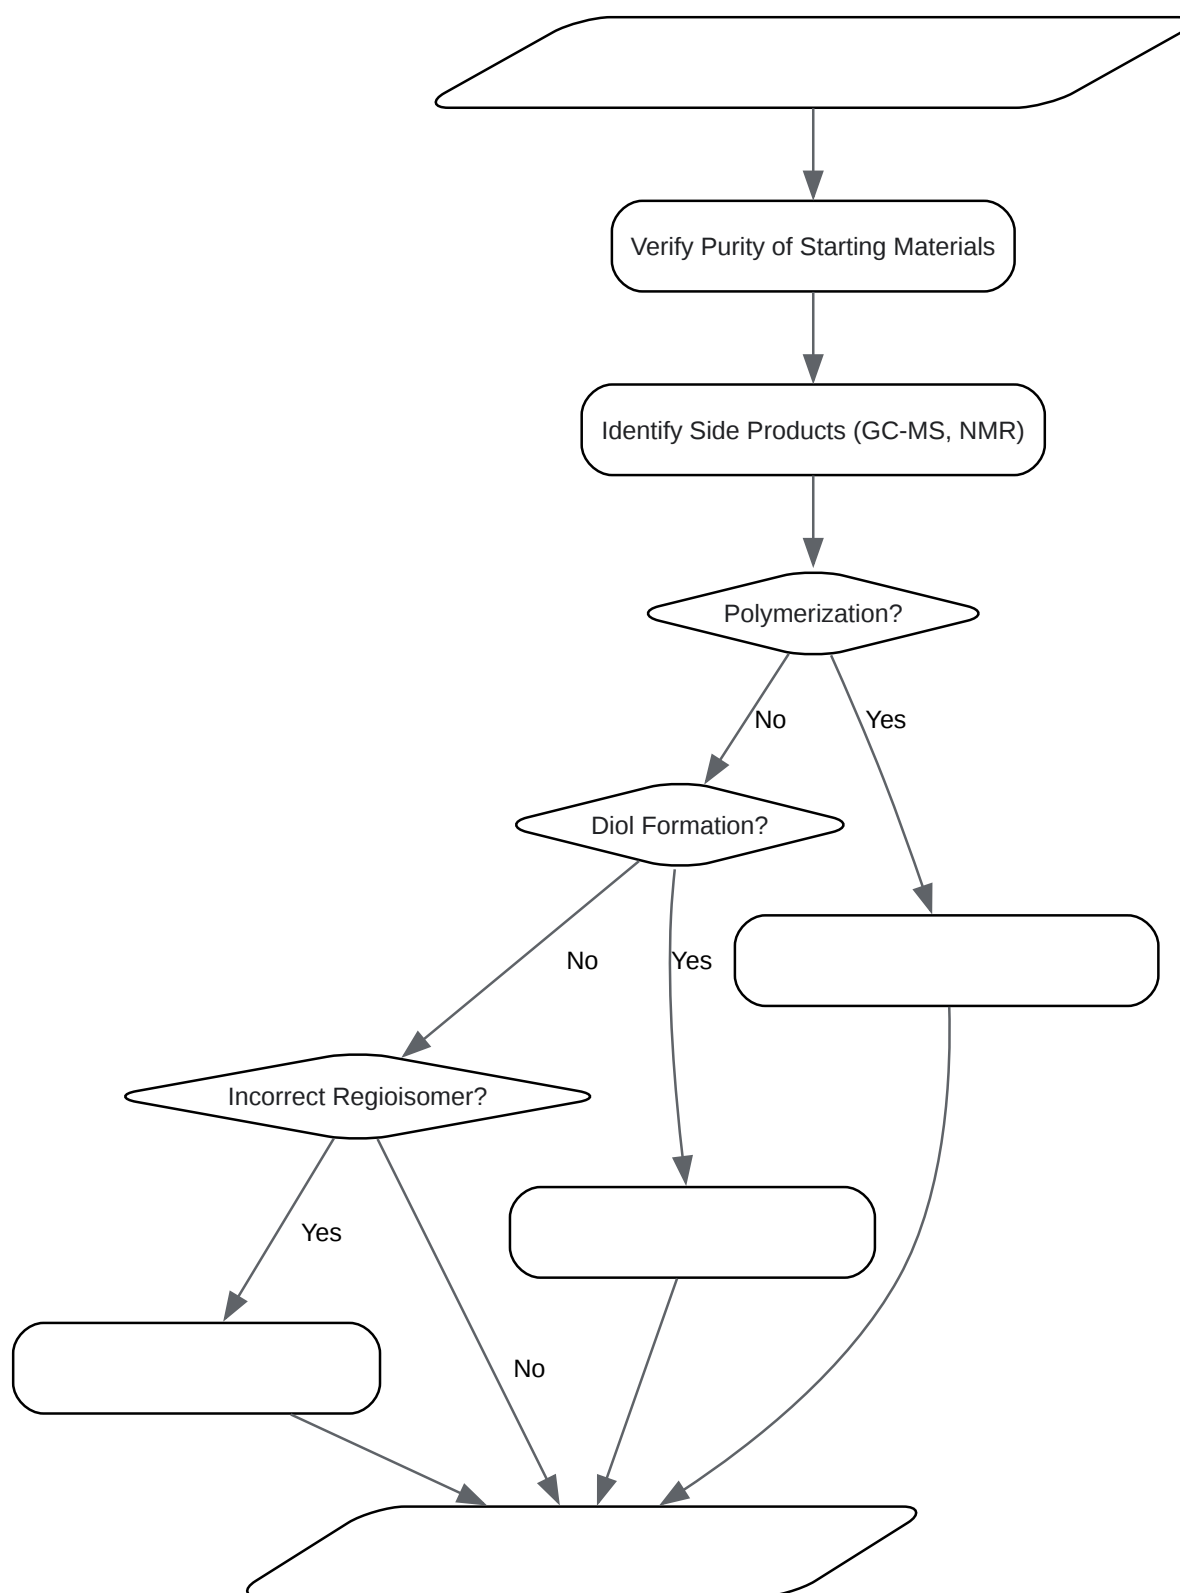 Verify Purity of Starting Materials
Identify Side Products (GC-MS, NMR)
Polymerization?
No
Yes
Diol Formation?
No
Yes
Incorrect Regioisomer?
Yes
No